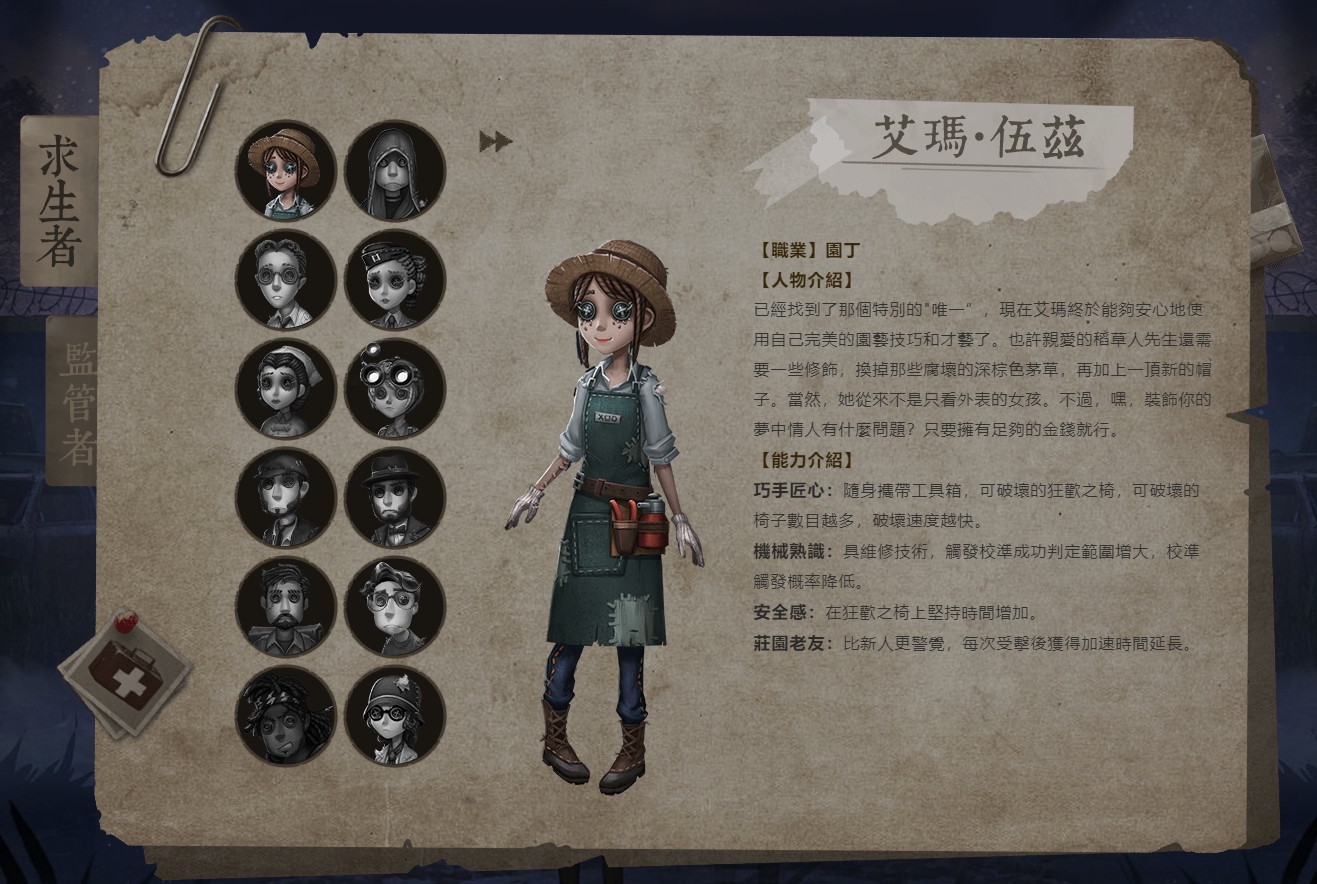 求生者
監管者
艾瑪·伍茲
【職業】園丁
【人物介紹】
已經找到了那個特別的"唯一"，現在艾瑪終於能夠安心地使
用自己完美的園藝技巧和才藝了。也許親愛的稻草人先生還需
要一些修飾，換掉那些腐壞的深棕色茅草，再加上一頂新的帽
子。當然，她從來不是只看外表的女孩。不過，嘿，裝飾你的
夢中情人有什麼問題？只要擁有足夠的金錢就行。
【能力介紹】
巧手匠心：隨身攜帶工具箱，可破壞的狂歡之椅，可破壞的
椅子數目越多，破壞速度越快。
機械熟識：具維修技術，觸發校準成功判定範圍增大，校準
觸發概率降低。
安全感：在狂歡之椅上堅持時間增加。
莊園老友：比新人更警覺，每次受擊後獲得加速時間延長。